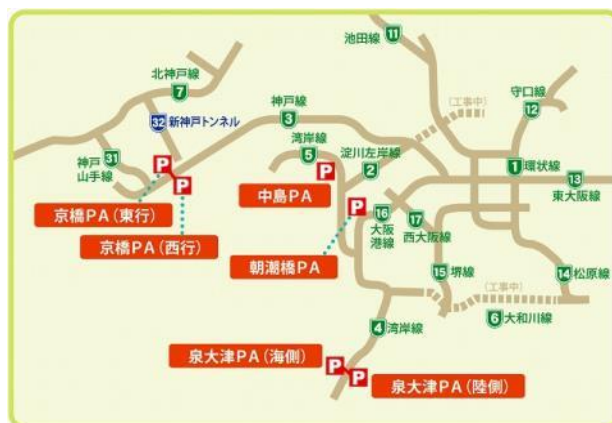 池田線
11
北神戸線
7
(工事中)
守口線
12
32
新神戸トンネル
神戸線
3
湾岸線
5
淀川左岸線
2
1
環状線
神戸
山手線
31
P
P
P
中島PA
13
東大阪線
京橋PA(東行)
P
16
大阪
港線
17
西大阪線
京橋PA(西行)
朝潮橋PA
15
堺線
(工事中)
14
松原線
4
湾岸線
6
大和川線
泉大津PA(海側)
P
P
泉大津PA(陸側)